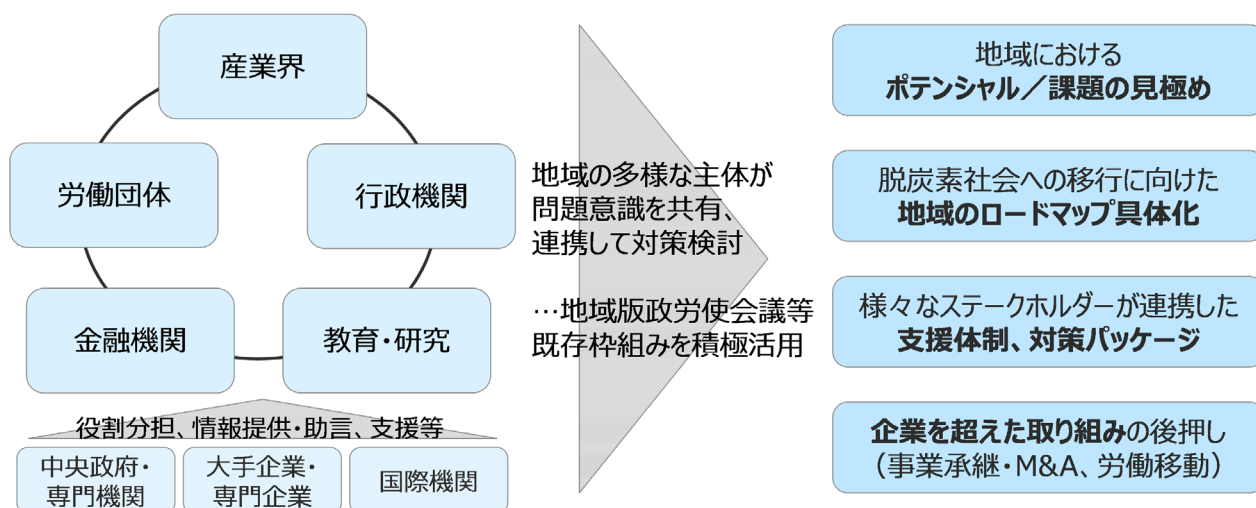 産業界
労働団体
行政機関
金融機関
教育・研究
役割分担、情報提供・助言、支援等
中央政府・
専門機関
大手企業・
専門企業
国際機関
地域の多様な主体が
問題意識を共有、
連携して対策検討
…地域版政労使会議等
既存枠組みを積極活用
地域における
ポテンシャル／課題の見極め
脱炭素社会への移行に向けた
地域のロードマップ具体化
様々なステークホルダーが連携した
支援体制、対策パッケージ
企業を超えた取り組みの後押し
（事業承継・M&A、労働移動）